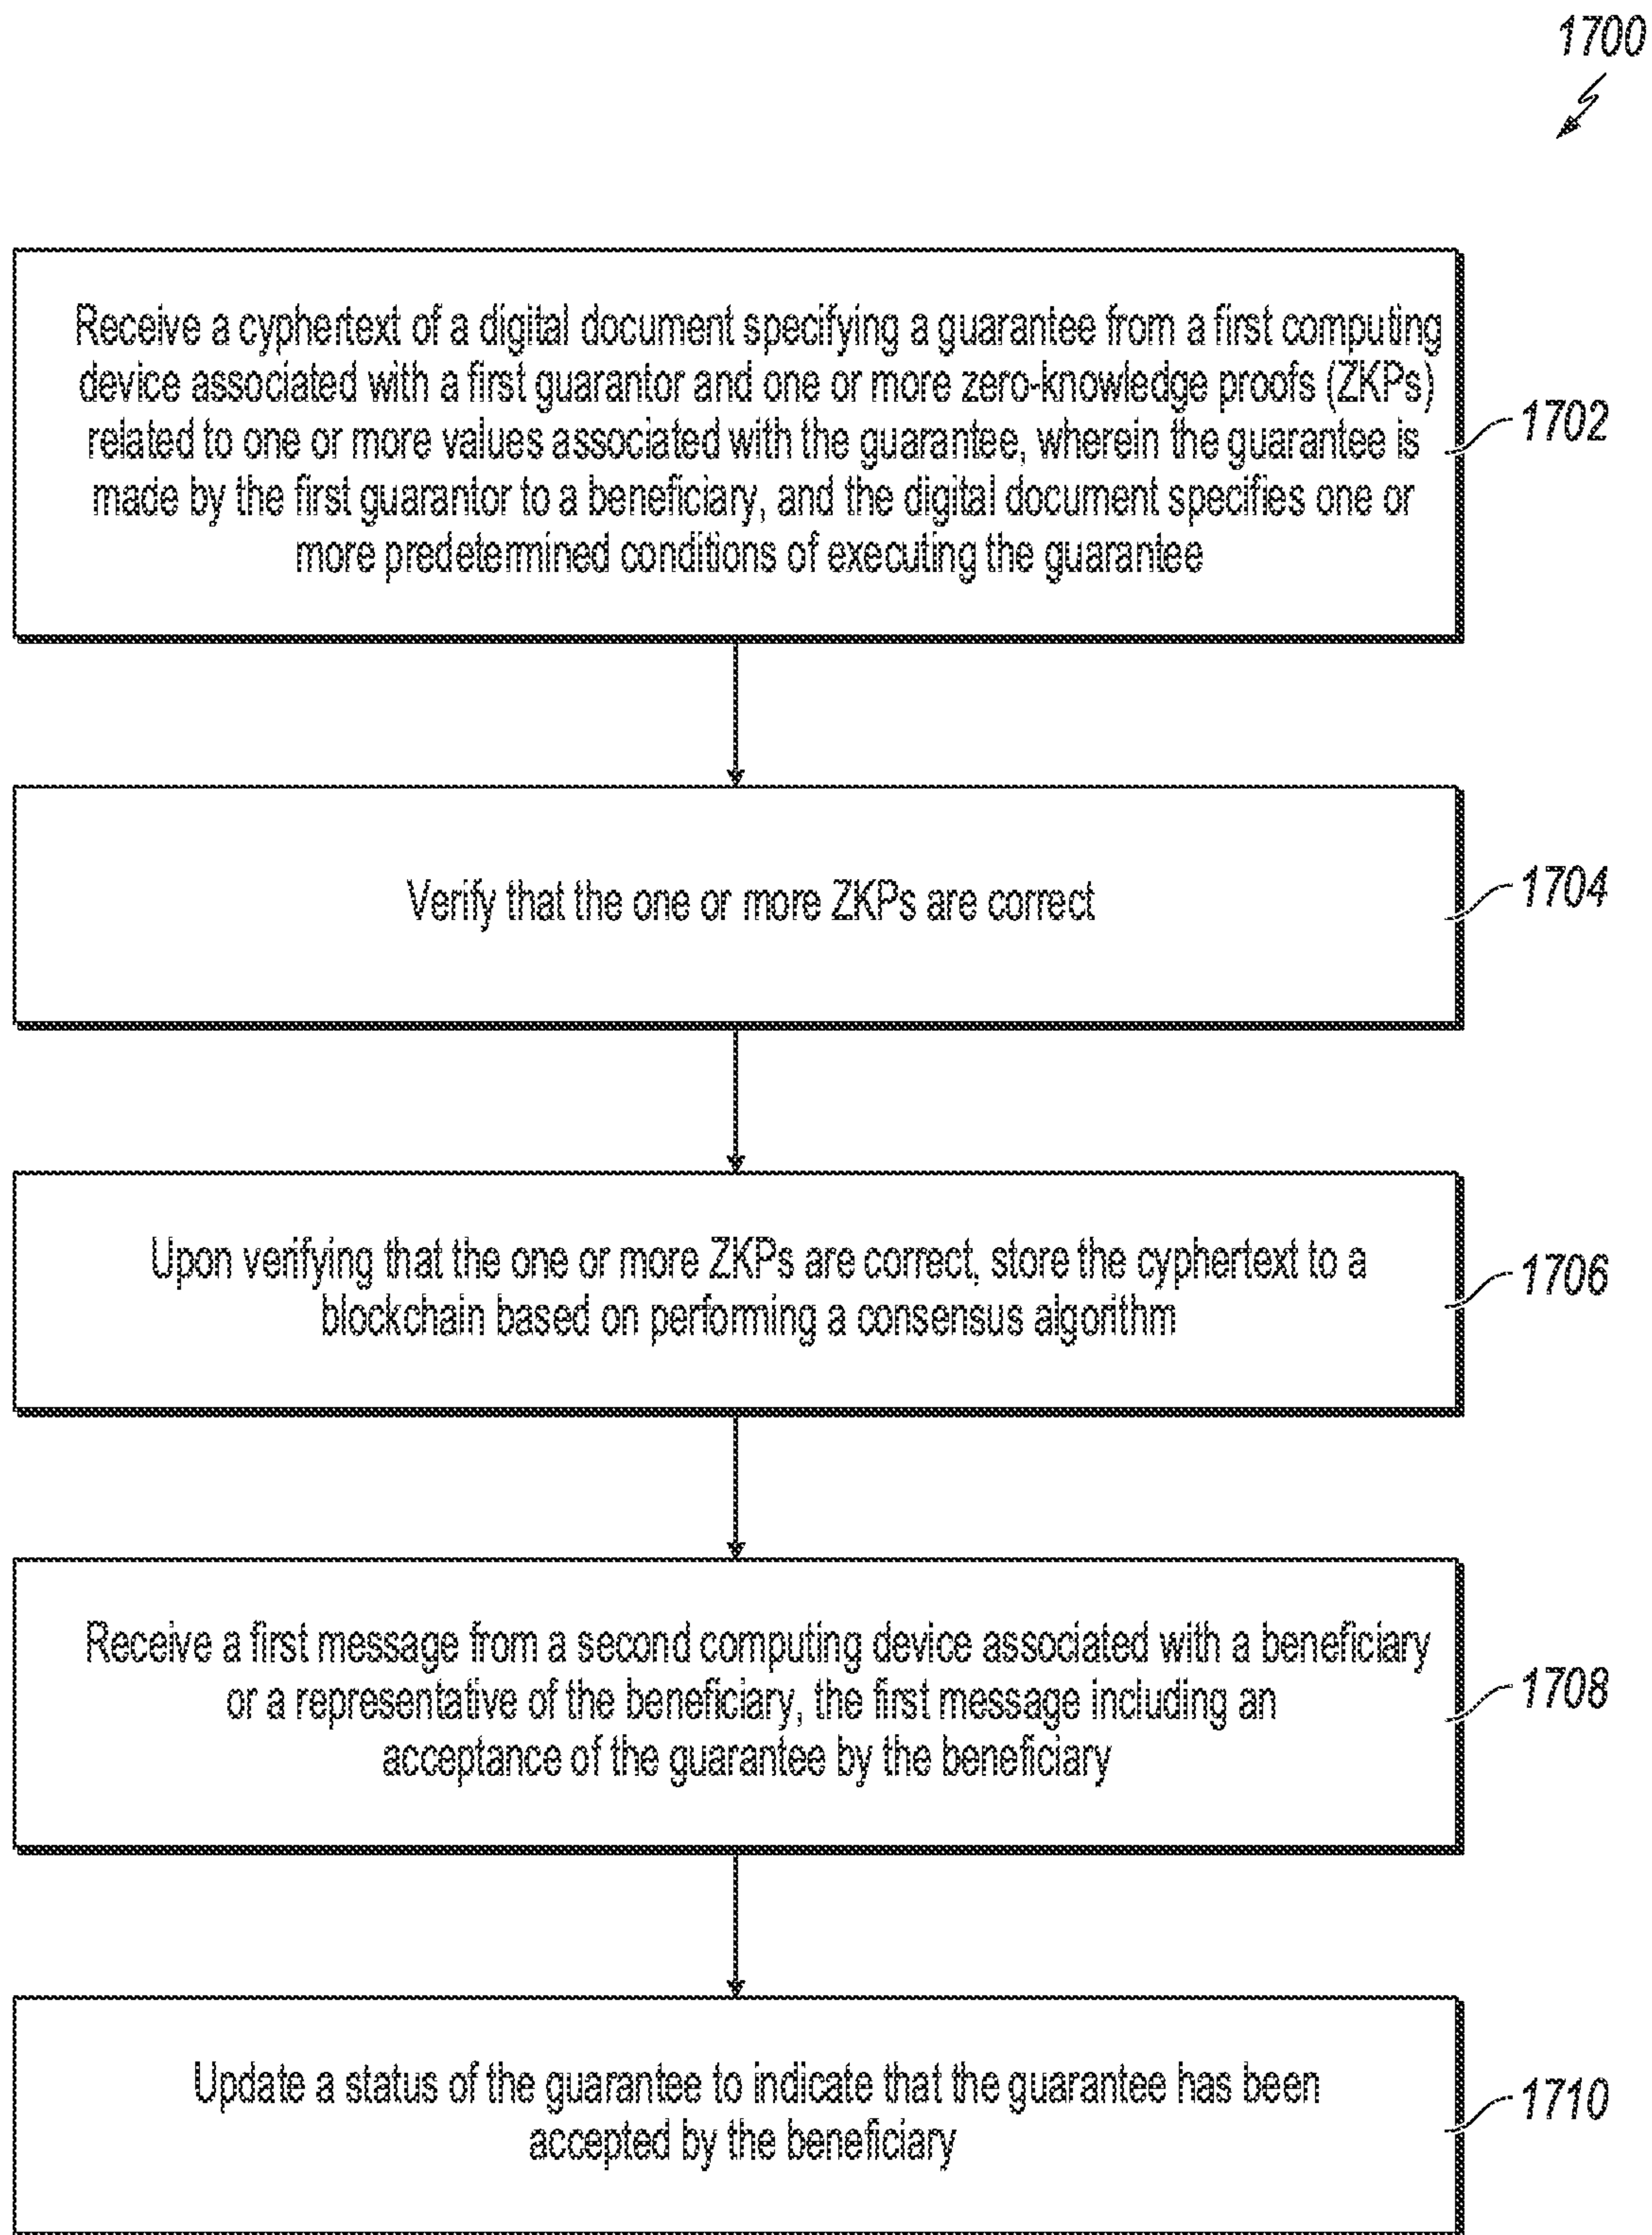 1700
Receive a cyphertext of a digital document specifying a guarantee from a first computing
device associated with a first guarantor and one or more zero-knowledge proofs (ZKPs)
related to one or more values associated with the guarantee, wherein the guarantee is
made by the first guarantor to a beneficiary, and the digital document specifies one or
more predetermined conditions of executing the guarantee
1702
Verify that the one or more ZKPs are correct
1704
Upon verifying that the one or more ZKPs are correct, store the cyphertext to a
blockchain based on performing a consensus algorithm
1706
Receive a first message from a second computing device associated with a beneficiary
or a representative of the beneficiary, the first message including an
acceptance of the guarantee by the beneficiary
1708
Update a status of the guarantee to indicate that the guarantee has been
accepted by the beneficiary
1710